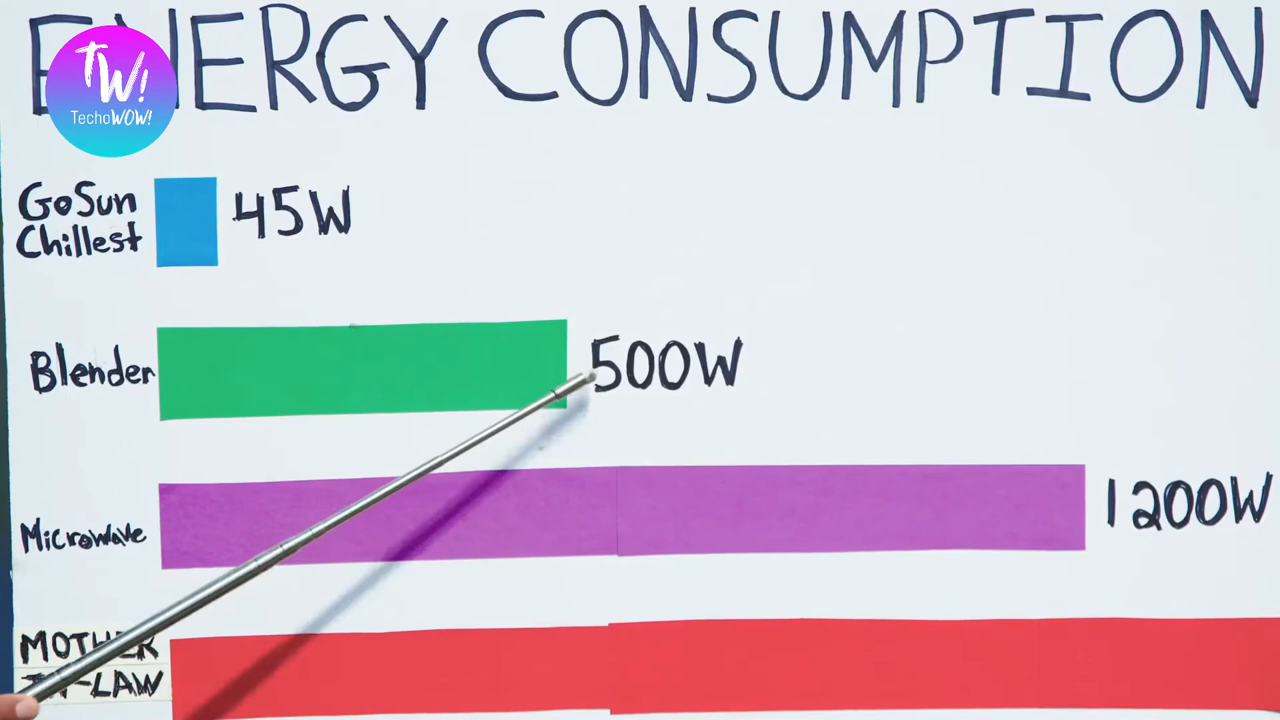 ENERGY CONSUMPTION
TW!
TechoWOW!
GoSun
Chillest
45W
Blender
500W
Microwave
1200W
MOTHER
IN-LAW